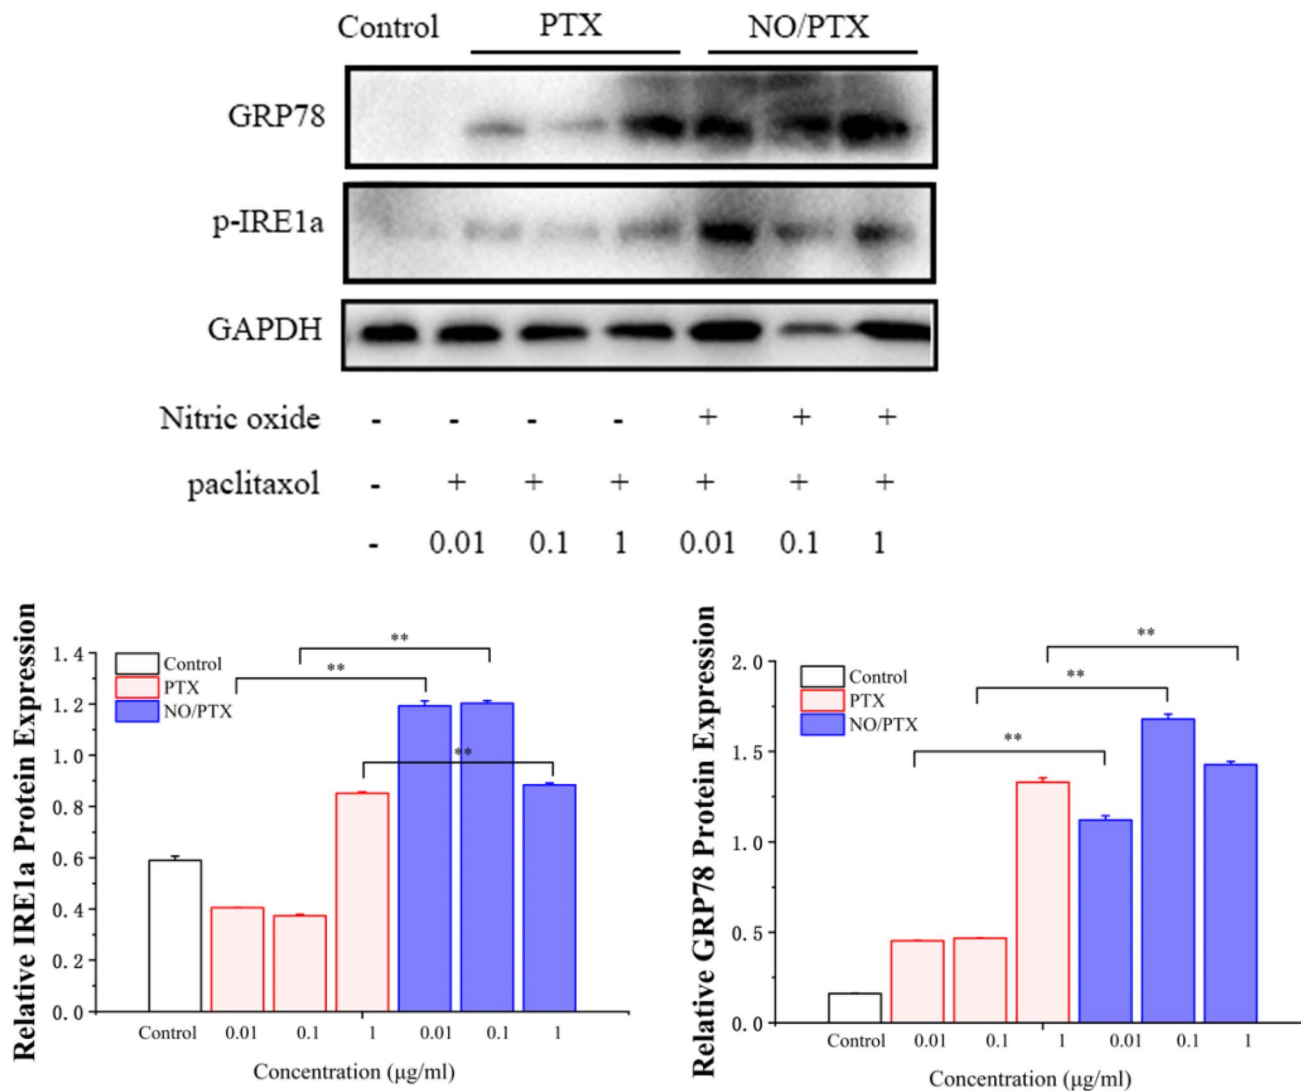 Control PTX NO/PTX
GRP78
p-IRE1a
GAPDH
Nitric oxide - - - - + + +
paclitaxol - + + + + + +
- 0.01 0.1 1 0.01 0.1 1
Relative IRE1a Protein Expression
1.4
1.2
1.0
0.8
0.6
0.4
0.2
0.0
Control
PTX
NO/PTX
**
**
**
Control 0.01 0.1 1 0.01 0.1 1
Concentration (μg/ml)
Relative GRP78 Protein Expression
2.0
1.5
1.0
0.5
0.0
Control
PTX
NO/PTX
**
**
**
Control 0.01 0.1 1 0.01 0.1 1
Concentration (μg/ml)